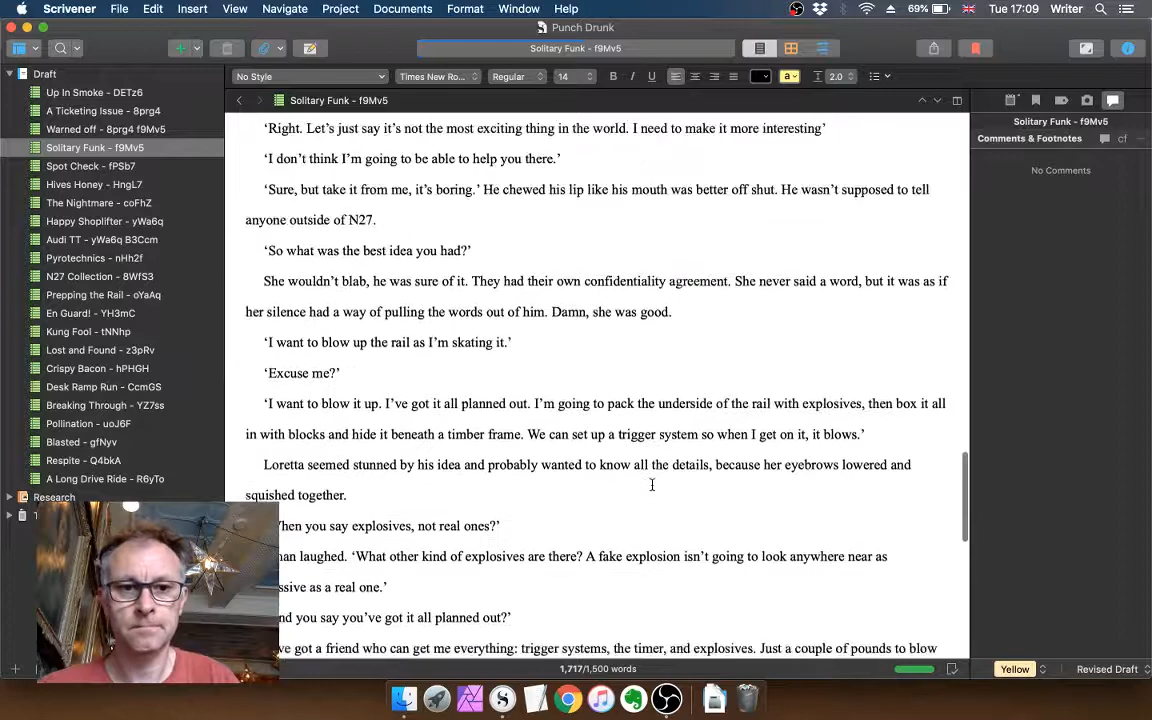 Scrivener File Edit Insert View Navigate Project Documents Format Window Help 69% Tue 17:09 Writer
Punch Drunk
Solitary Funk - f9Mv5
No Style Times New Ro... Regular 14 B I U a 2.0
Draft
Up In Smoke - DETz6
A Ticketing Issue - 8prg4
Warned off - 8prg4 f9Mv5
Solitary Funk - f9Mv5
Spot Check - fPSb7
Hives Honey - HngL7
The Nightmare - coFhZ
Happy Shoplifter - yWa6q
Audi TT - yWa6q B3Ccm
Pyrotechnics - nHh2f
N27 Collection - 8WfS3
Prepping the Rail - oYaAq
En Guard! - YH3mC
Kung Fool - tNNhp
Lost and Found - z3pRv
Crispy Bacon - hPHGH
Desk Ramp Run - CcmGS
Breaking Through - YZ7ss
Pollination - uoJ6F
Blasted - gfNyv
Respite - Q4bkA
A Long Drive Ride - R6yTo
Research
T
Solitary Funk - f9Mv5
‘Right. Let’s just say it’s not the most exciting thing in the world. I need to make it more interesting’
‘I don’t think I’m going to be able to help you there.’
‘Sure, but take it from me, it’s boring.’ He chewed his lip like his mouth was better off shut. He wasn’t supposed to tell
anyone outside of N27.
‘So what was the best idea you had?’
She wouldn’t blab, he was sure of it. They had their own confidentiality agreement. She never said a word, but it was as if
her silence had a way of pulling the words out of him. Damn, she was good.
‘I want to blow up the rail as I’m skating it.’
‘Excuse me?’
‘I want to blow it up. I’ve got it all planned out. I’m going to pack the underside of the rail with explosives, then box it all
in with blocks and hide it beneath a timber frame. We can set up a trigger system so when I get on it, it blows.’
Loretta seemed stunned by his idea and probably wanted to know all the details, because her eyebrows lowered and
squished together.
hen you say explosives, not real ones?’
nan laughed. ‘What other kind of explosives are there? A fake explosion isn’t going to look anywhere near as
ssive as a real one.’
nd you say you’ve got it all planned out?’
ve got a friend who can get me everything: trigger systems, the timer, and explosives. Just a couple of pounds to blow
1,717/1,500 words
Solitary Funk - f9Mv5
Comments & Footnotes cf
No Comments
Yellow Revised Draft